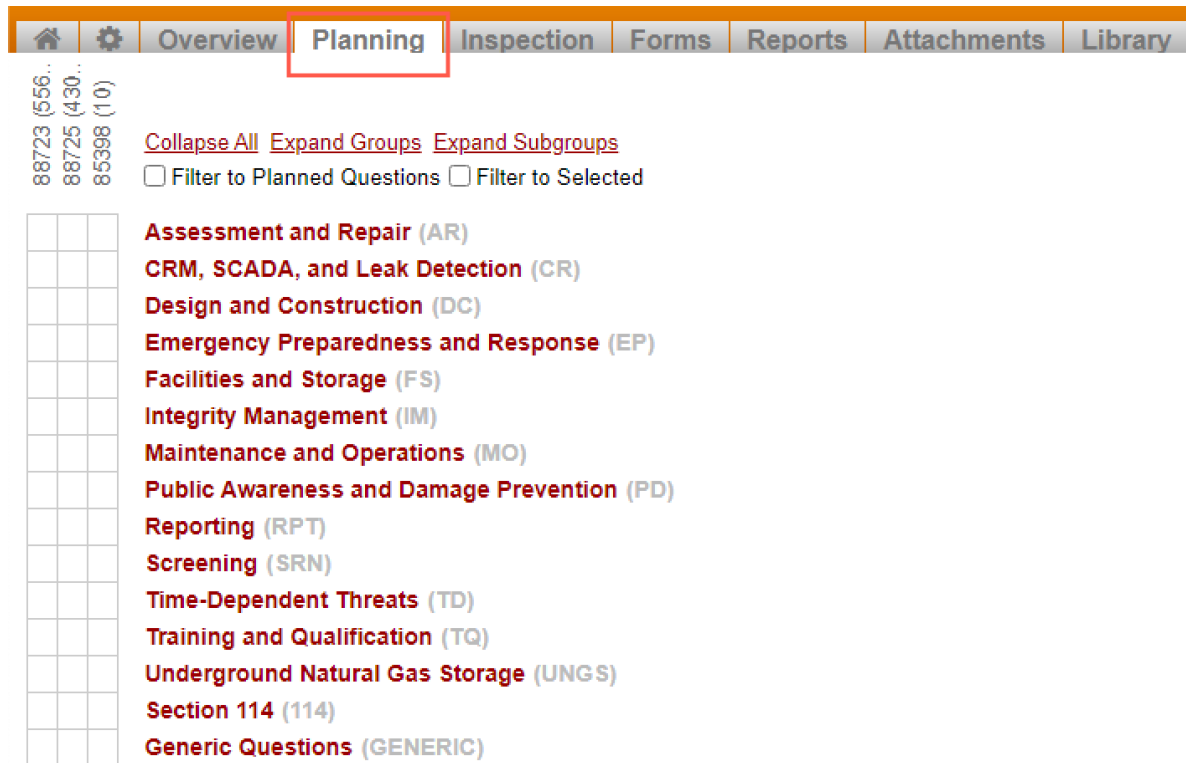 Overview Planning Inspection Forms Reports Attachments Library
88723 (556..
88725 (430..
85398 (10)
Collapse All Expand Groups Expand Subgroups
Filter to Planned Questions Filter to Selected
Assessment and Repair (AR)
CRM, SCADA, and Leak Detection (CR)
Design and Construction (DC)
Emergency Preparedness and Response (EP)
Facilities and Storage (FS)
Integrity Management (IM)
Maintenance and Operations (MO)
Public Awareness and Damage Prevention (PD)
Reporting (RPT)
Screening (SRN)
Time-Dependent Threats (TD)
Training and Qualification (TQ)
Underground Natural Gas Storage (UNGS)
Section 114 (114)
Generic Questions (GENERIC)